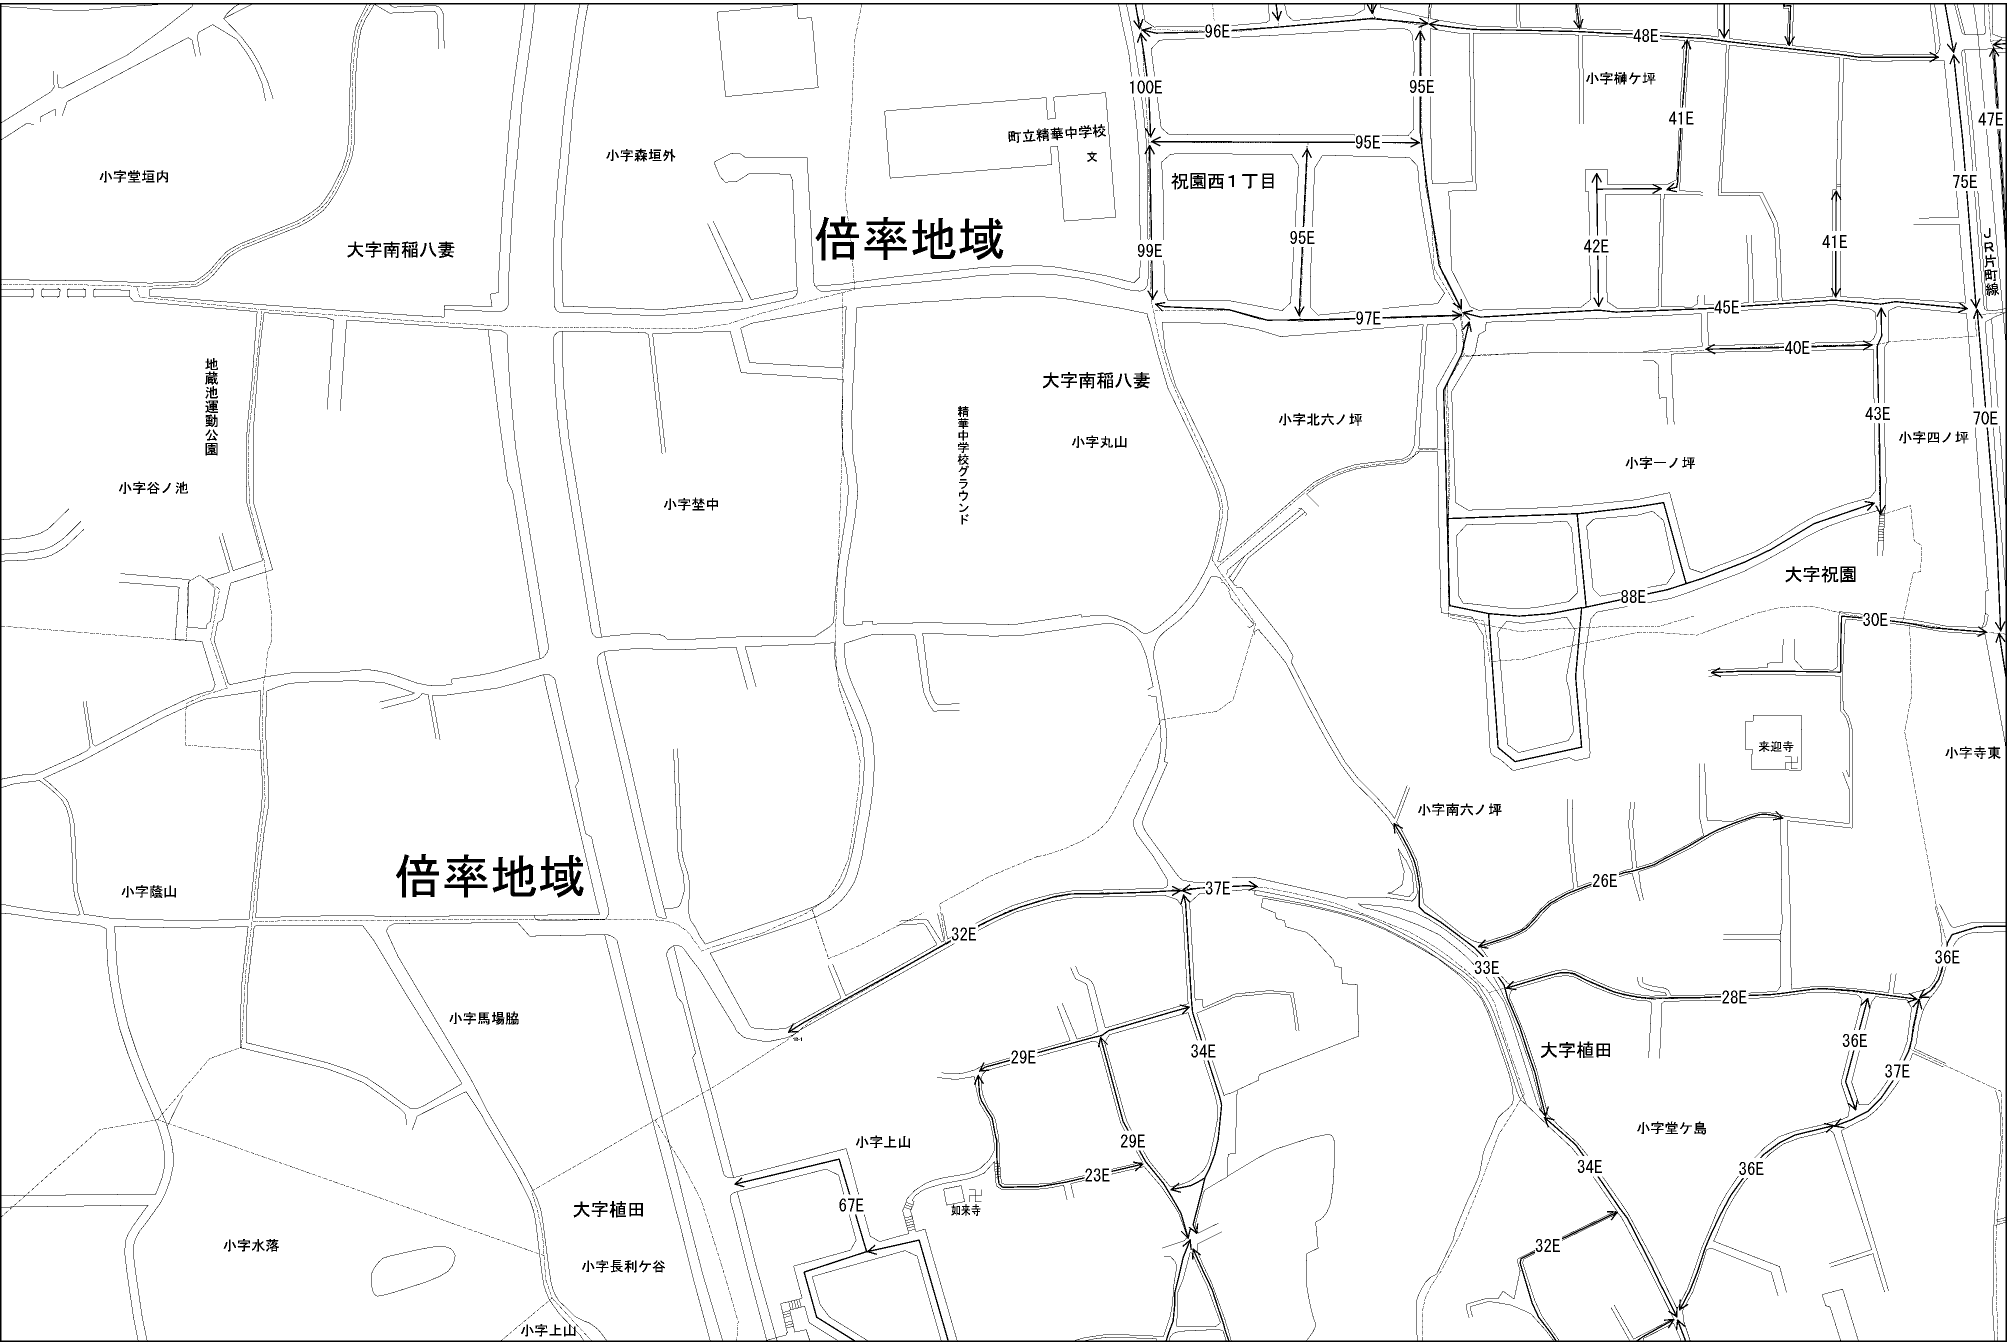 96E
48E
小字榊ケ坪
100E
95E
41E
47E
町立精華中学校
文
95E
小字森垣外
小字堂垣内
祝園西1丁目
75E
大字南稲八妻
倍率地域
99E
95E
42E
41E
JR片町線
97E
45E
40E
地蔵池運動公園
大字南稲八妻
精華中学校グラウンド
小字丸山
小字北六ノ坪
43E
70E
小字四ノ坪
小字一ノ坪
小字谷ノ池
小字埜中
大字祝園
88E
30E
来迎寺
小字寺東
小字南六ノ坪
倍率地域
小字蔭山
37E
26E
32E
33E
36E
28E
小字馬場脇
34E
大字植田
36E
29E
37E
小字上山
29E
小字堂ケ島
34E
36E
23E
67E
如来寺
大字植田
小字水落
32E
小字長利ケ谷
小字上山